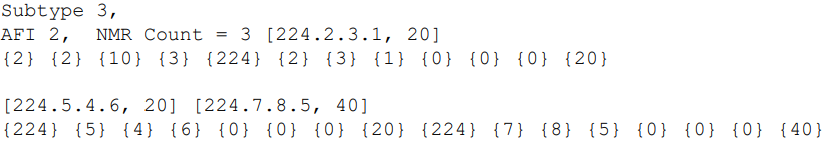 Subtype 3,
AFI 2,  NMR Count = 3 [224.2.3.1, 20]
{2} {2} {10} {3} {224} {2} {3} {1} {0} {0} {0} {20}
[224.5.4.6, 20] [224.7.8.5, 40]
{224} {5} {4} {6} {0} {0} {0} {20} {224} {7} {8} {5} {0} {0} {0} {40}